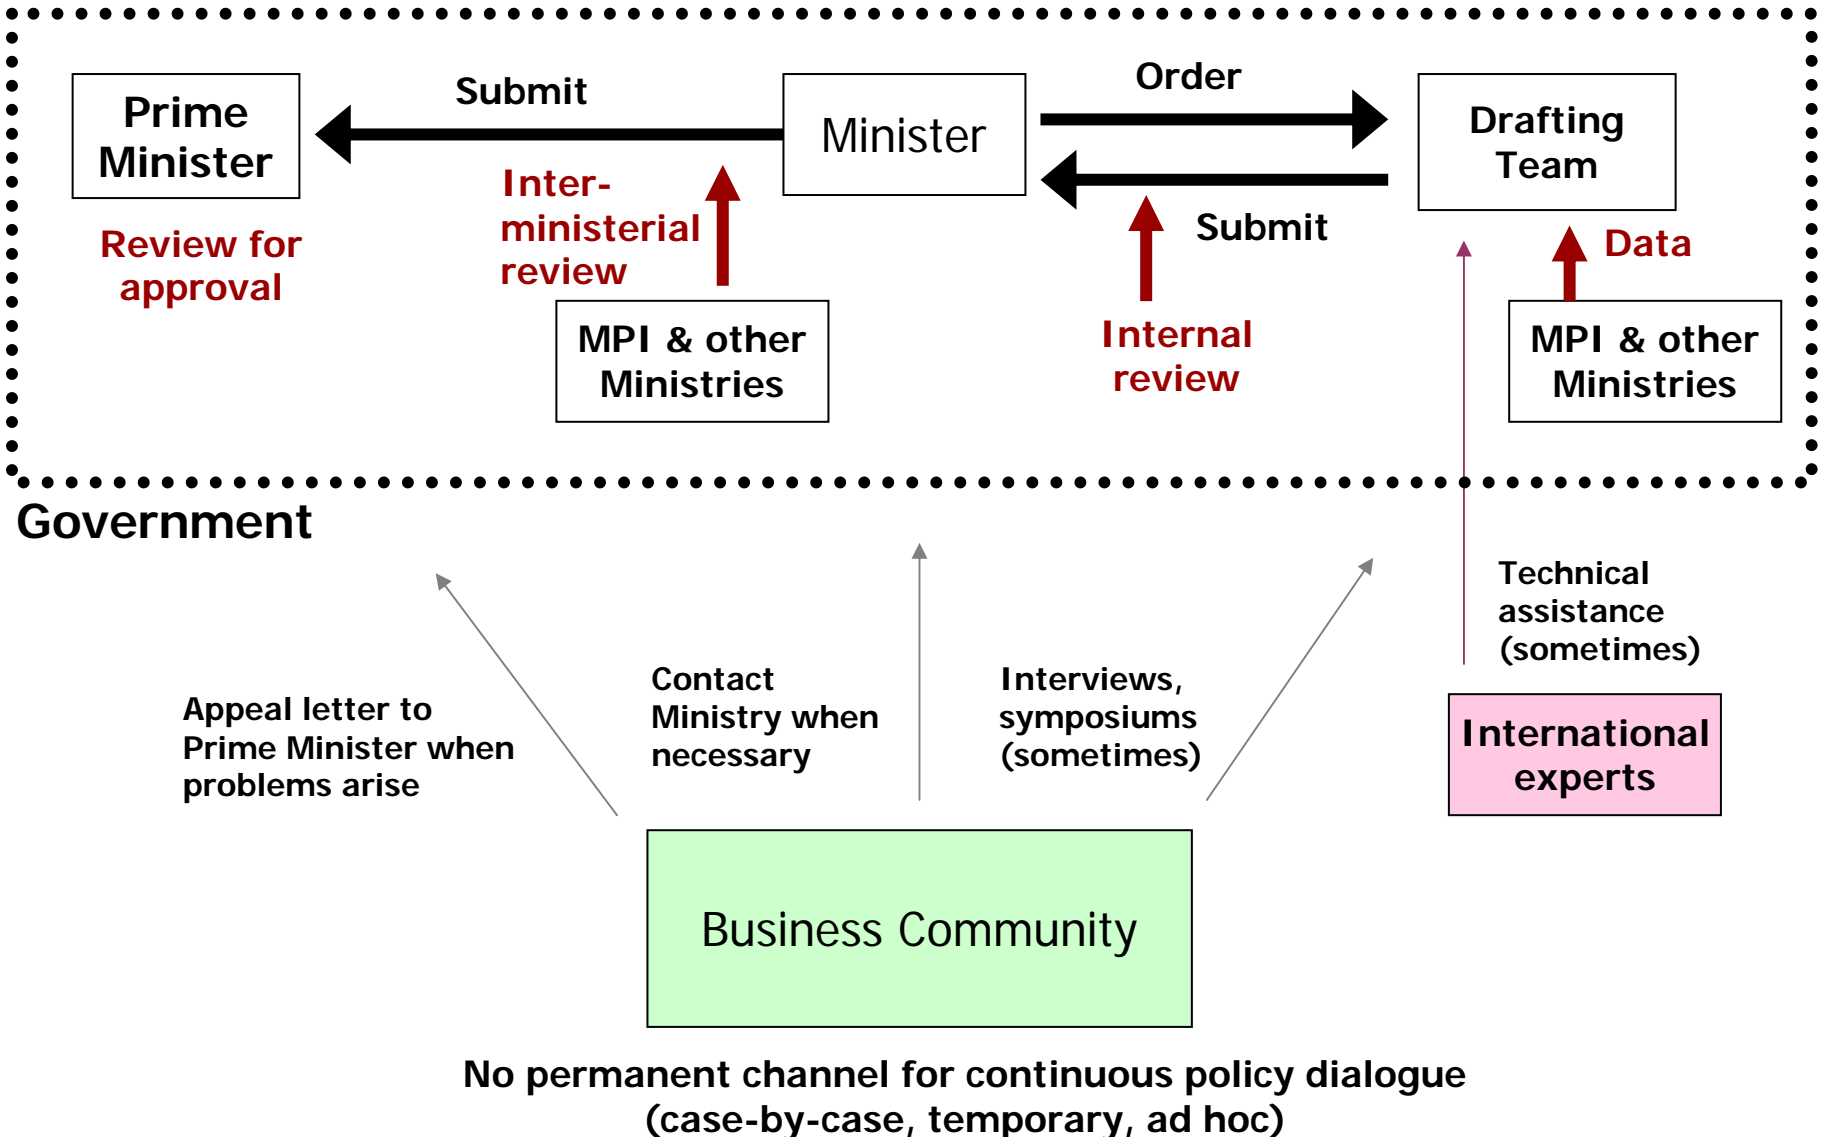 Prime
Minister
Submit
Minister
Order
Drafting
Team
Submit
Review for
approval
Inter-
ministerial
review
Internal
review
Data
MPI & other
Ministries
MPI & other
Ministries
Government
Appeal letter to
Prime Minister when
problems arise
Contact
Ministry when
necessary
Interviews,
symposiums
(sometimes)
Technical
assistance
(sometimes)
International
experts
Business Community
No permanent channel for continuous policy dialogue
(case-by-case, temporary, ad hoc)